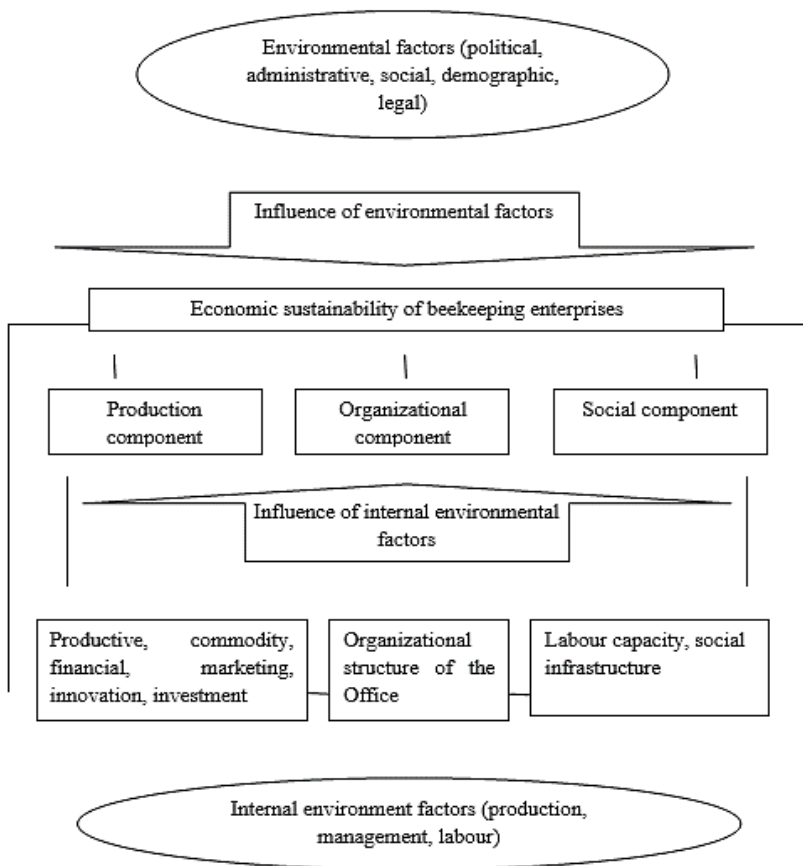 Environmental factors (political,
administrative, social, demographic,
legal)
Influence of environmental factors
Economic sustainability of beekeeping enterprises
Production
component
Organizational
component
Social component
Influence of internal environmental
factors
Productive, commodity,
financial, marketing,
innovation, investment
Organizational
structure of the
Office
Labour capacity, social
infrastructure
Internal environment factors (production,
management, labour)